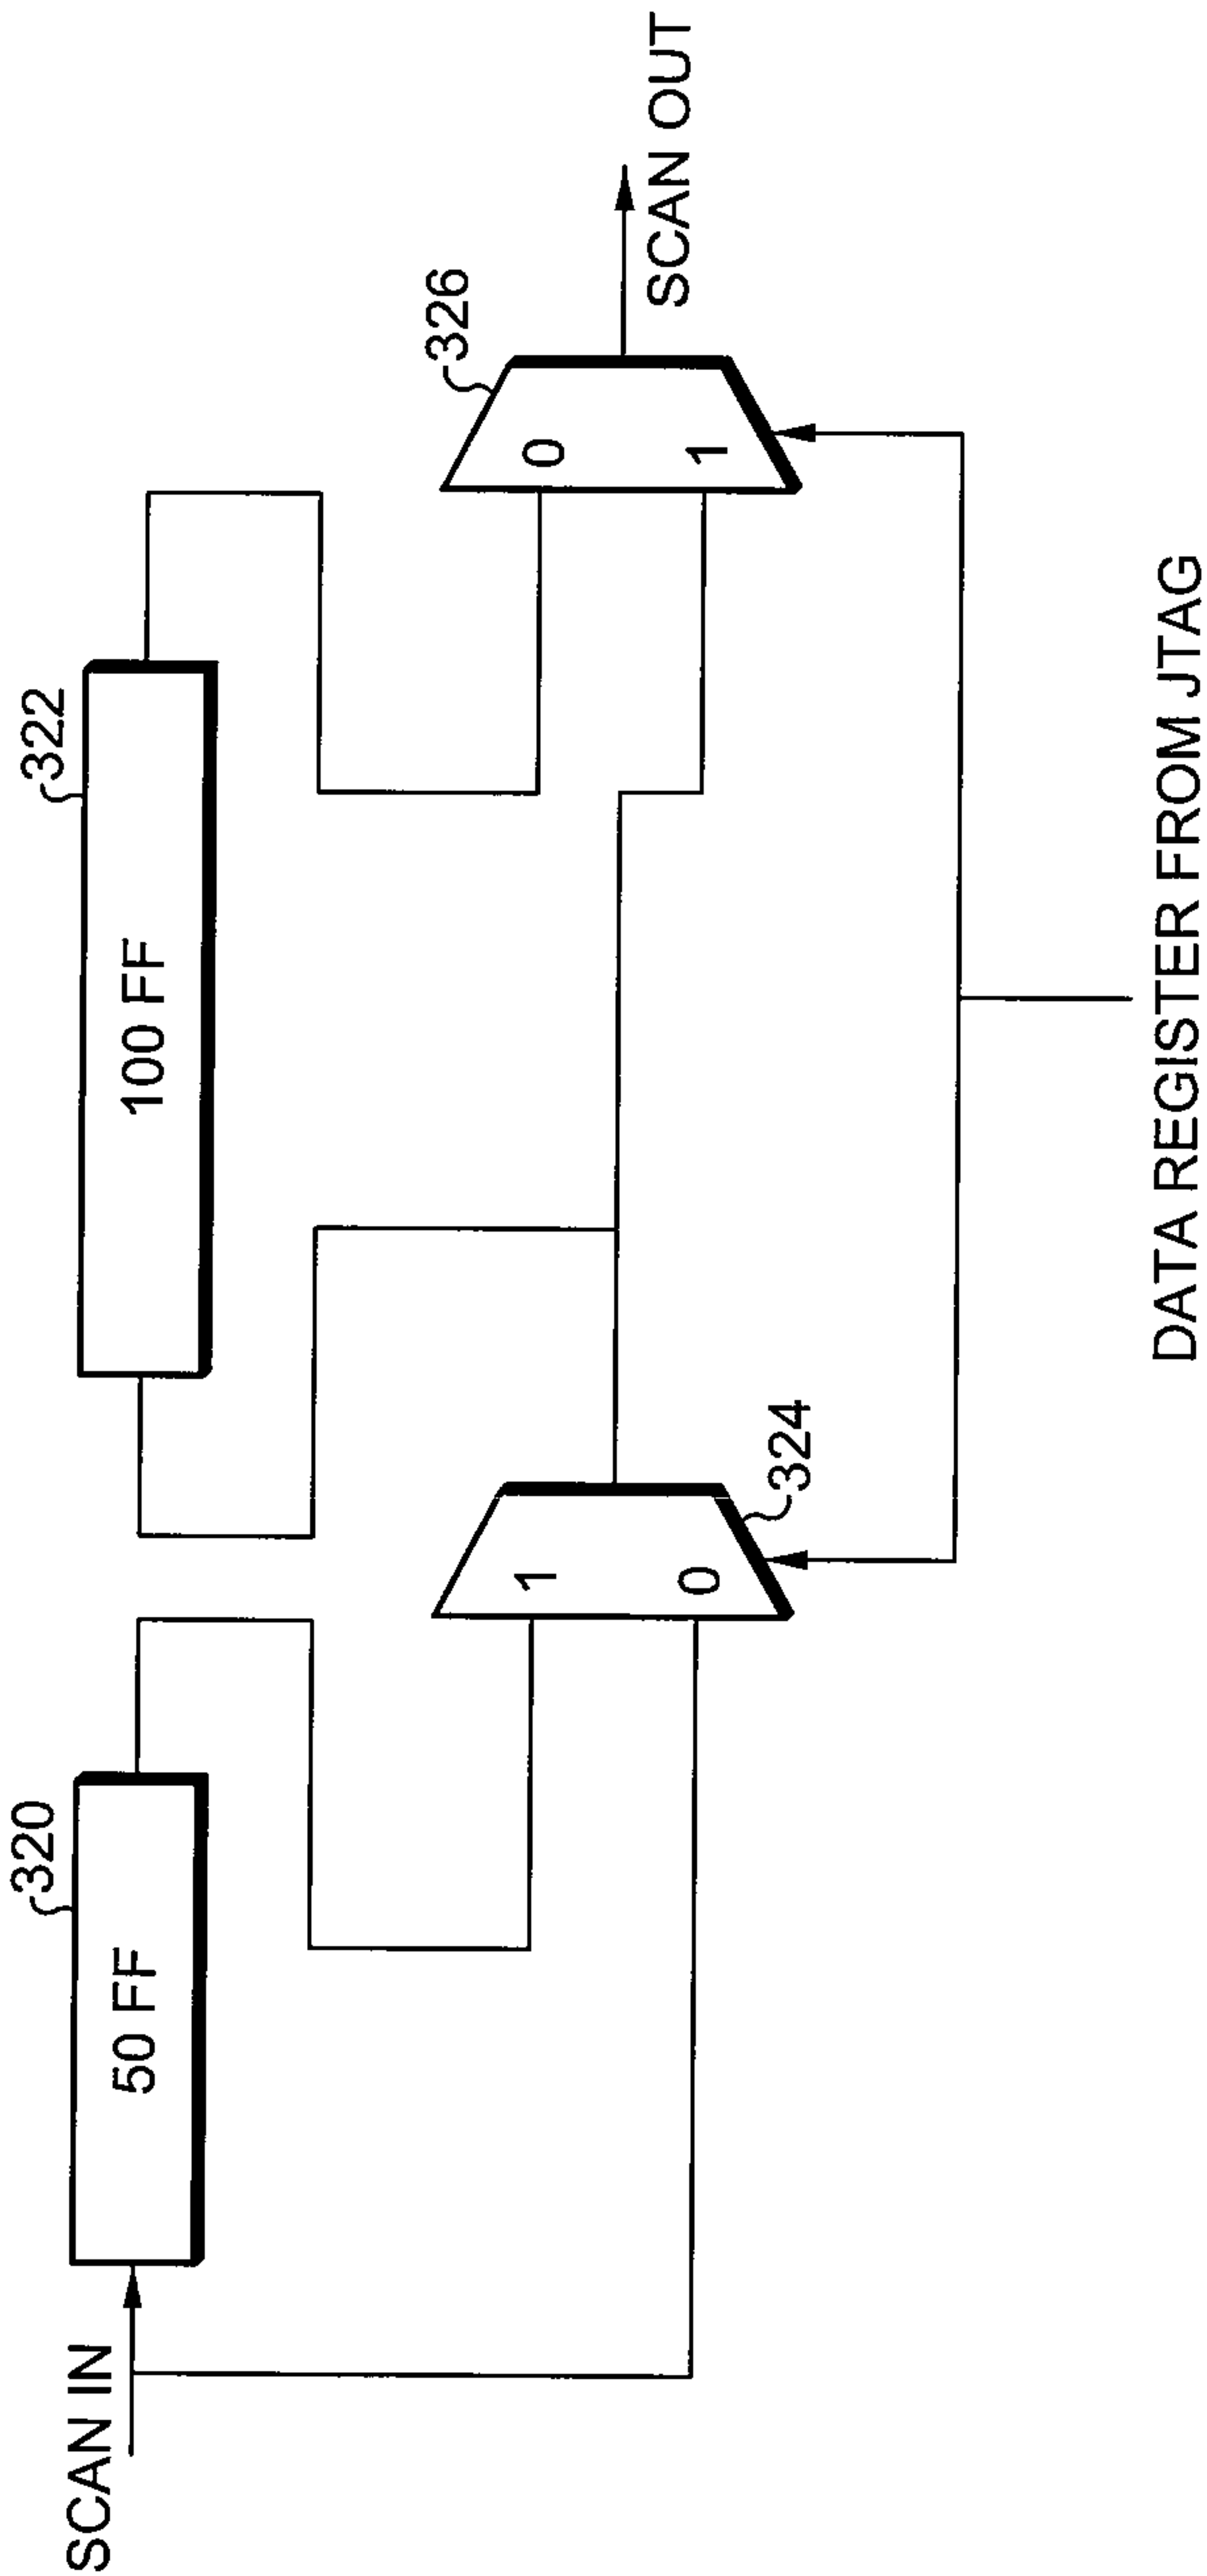 320
322
50 FF
100 FF
SCAN IN
326
1
0
0
1
324
SCAN OUT
DATA REGISTER FROM JTAG